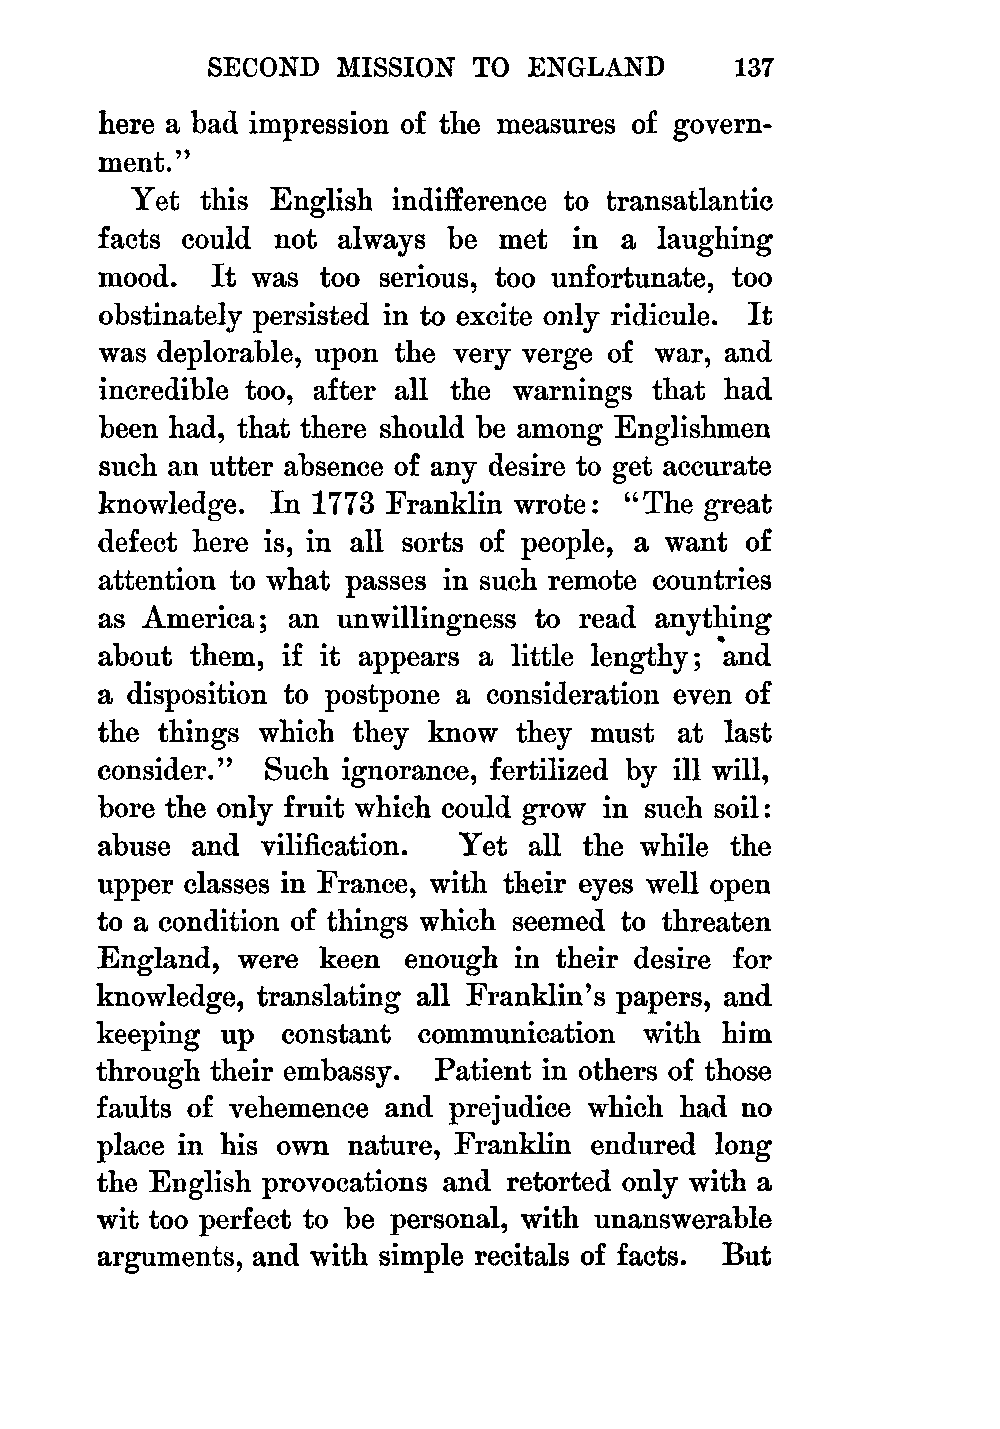 SECOND MISSION TO ENGLAND 137
here a bad impression of the measures of govern-
ment."
Yet this English indifference to transatlantic
facts could not always be met in a laughing
mood. It was too serious, too unfortunate, too
obstinately persisted in to excite only ridicule. It
was deplorable, upon the very verge of war, and
incredible too, after all the warnings that had
been had, that there should be among Englishmen
such an utter absence of any desire to get accurate
knowledge. In 1773 Franklin wrote: "The great
defect here is, in all sorts of people, a want of
attention to what passes in such remote countries
as America; an unwillingness to read anything
about them, if it appears a little lengthy; and
a disposition to postpone a consideration even of
the things which they know they must at last
consider." Such ignorance, fertilized by ill will,
bore the only fruit which could grow in such soil:
abuse and vilification. Yet all the while the
upper classes in France, with their eyes well open
to a condition of things which seemed to threaten
England, were keen enough in their desire for
knowledge, translating all Franklin's papers, and
keeping up constant communication with him
through their embassy. Patient in others of those
faults of vehemence and prejudice which had no
place in his own nature, Franklin endured long
the English provocations and retorted only with a
wit too perfect to be personal, with unanswerable
arguments, and with simple recitals of facts. But